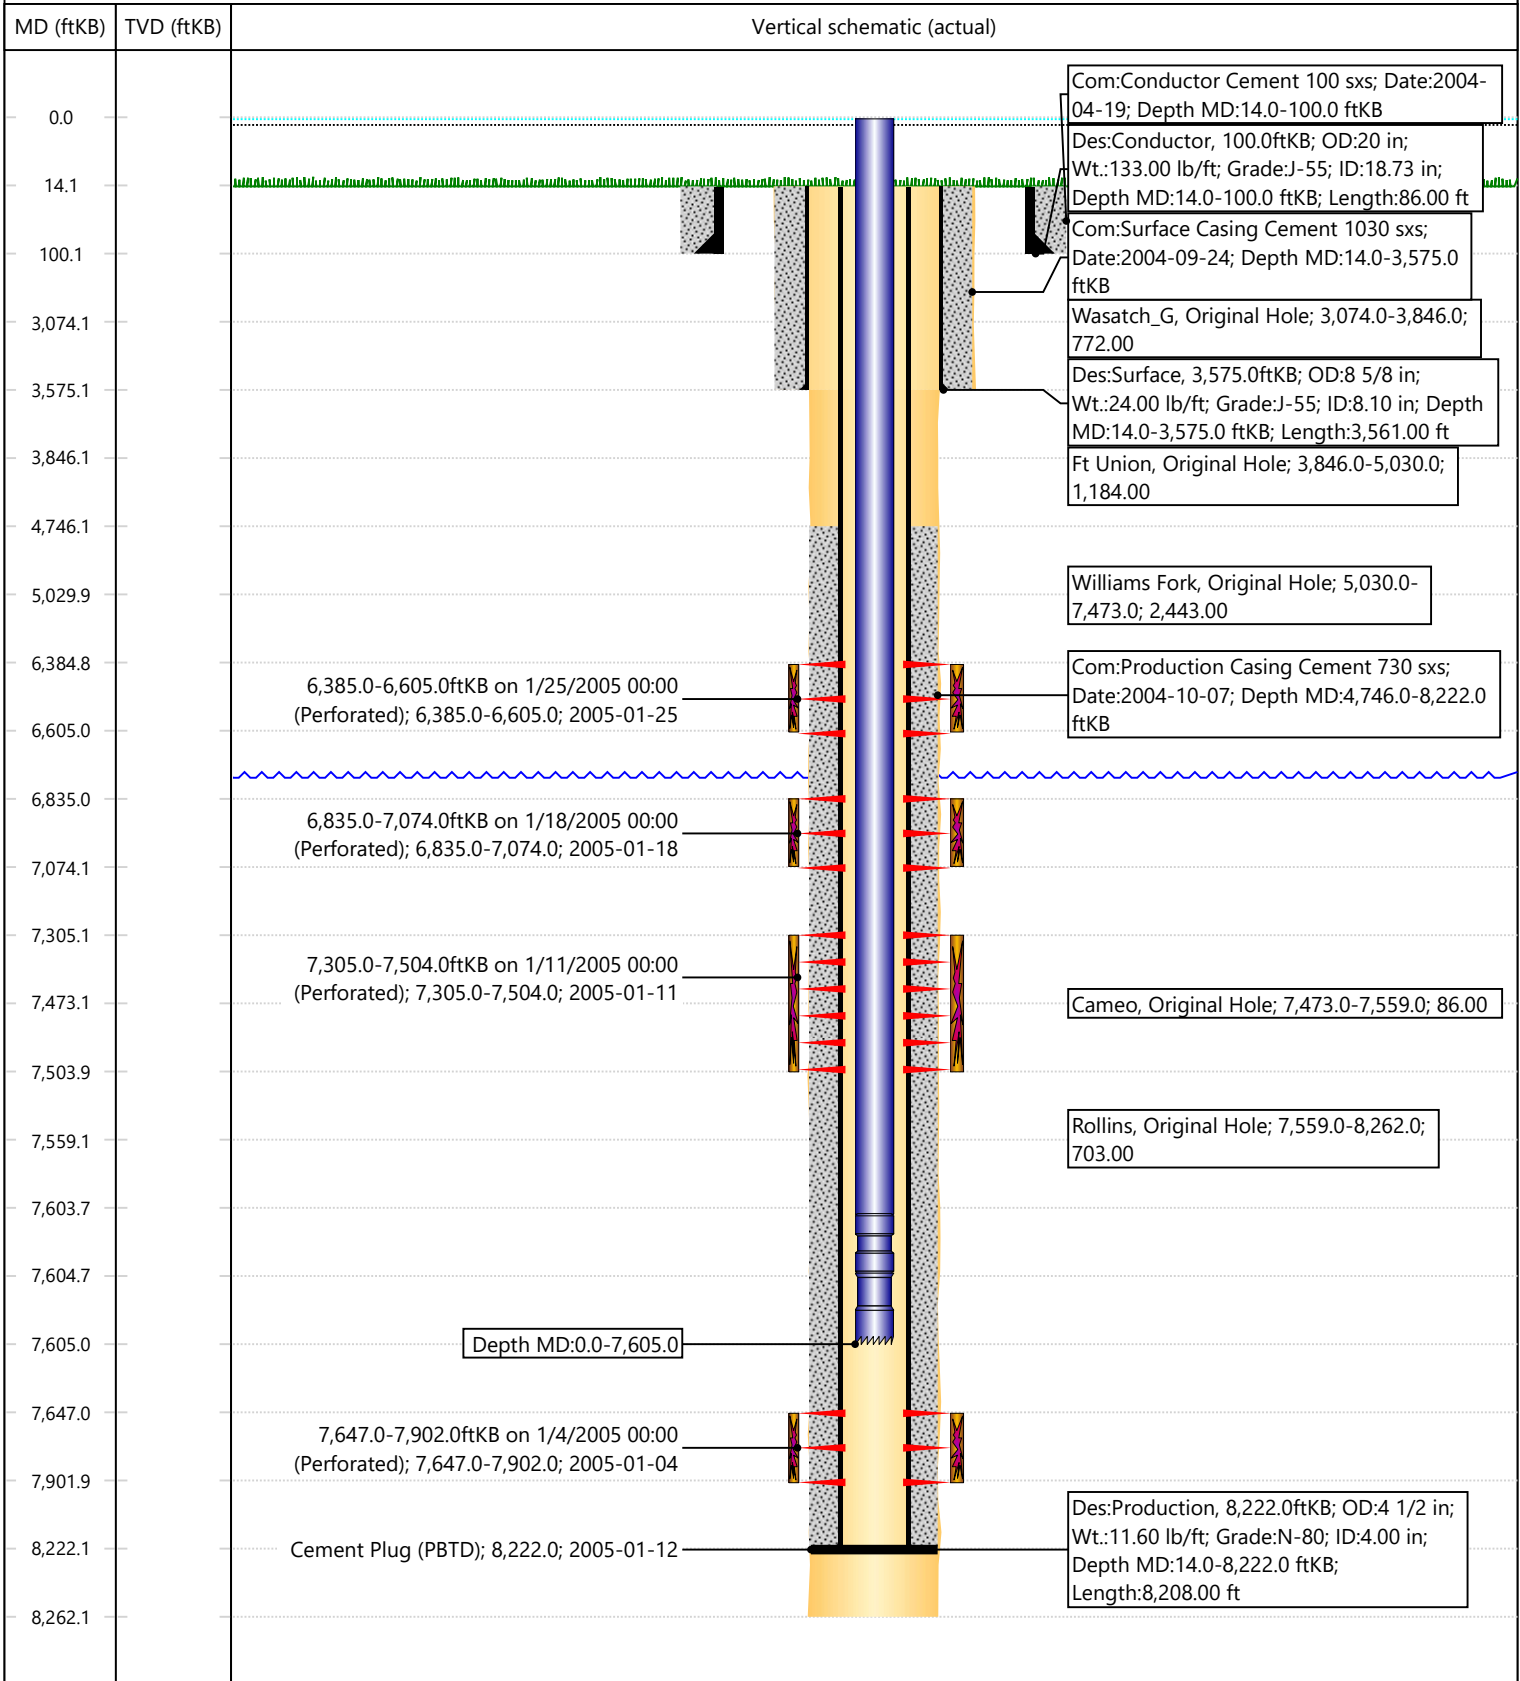 MD (ftKB)
TVD (ftKB)
Vertical schematic (actual)
0.0
14.1
100.1
3,074.1
3,575.1
3,846.1
4,746.1
5,029.9
6,384.8
6,605.0
6,835.0
7,074.1
7,305.1
7,473.1
7,503.9
7,559.1
7,603.7
7,604.7
7,605.0
7,647.0
7,901.9
8,222.1
8,262.1
6,385.0-6,605.0ftKB on 1/25/2005 00:00
(Perforated); 6,385.0-6,605.0; 2005-01-25
6,835.0-7,074.0ftKB on 1/18/2005 00:00
(Perforated); 6,835.0-7,074.0; 2005-01-18
7,305.0-7,504.0ftKB on 1/11/2005 00:00
(Perforated); 7,305.0-7,504.0; 2005-01-11
Depth MD:0.0-7,605.0
7,647.0-7,902.0ftKB on 1/4/2005 00:00
(Perforated); 7,647.0-7,902.0; 2005-01-04
Cement Plug (PBTD); 8,222.0; 2005-01-12
Com:Conductor Cement 100 sxs; Date:2004-
04-19; Depth MD:14.0-100.0 ftKB
Des:Conductor, 100.0ftKB; OD:20 in;
Wt.:133.00 lb/ft; Grade:J-55; ID:18.73 in;
Depth MD:14.0-100.0 ftKB; Length:86.00 ft
Com:Surface Casing Cement 1030 sxs;
Date:2004-09-24; Depth MD:14.0-3,575.0
ftKB
Wasatch_G, Original Hole; 3,074.0-3,846.0;
772.00
Des:Surface, 3,575.0ftKB; OD:8 5/8 in;
Wt.:24.00 lb/ft; Grade:J-55; ID:8.10 in; Depth
MD:14.0-3,575.0 ftKB; Length:3,561.00 ft
Ft Union, Original Hole; 3,846.0-5,030.0;
1,184.00
Williams Fork, Original Hole; 5,030.0-
7,473.0; 2,443.00
Com:Production Casing Cement 730 sxs;
Date:2004-10-07; Depth MD:4,746.0-8,222.0
ftKB
Cameo, Original Hole; 7,473.0-7,559.0; 86.00
Rollins, Original Hole; 7,559.0-8,262.0;
703.00
Des:Production, 8,222.0ftKB; OD:4 1/2 in;
Wt.:11.60 lb/ft; Grade:N-80; ID:4.00 in;
Depth MD:14.0-8,222.0 ftKB;
Length:8,208.00 ft